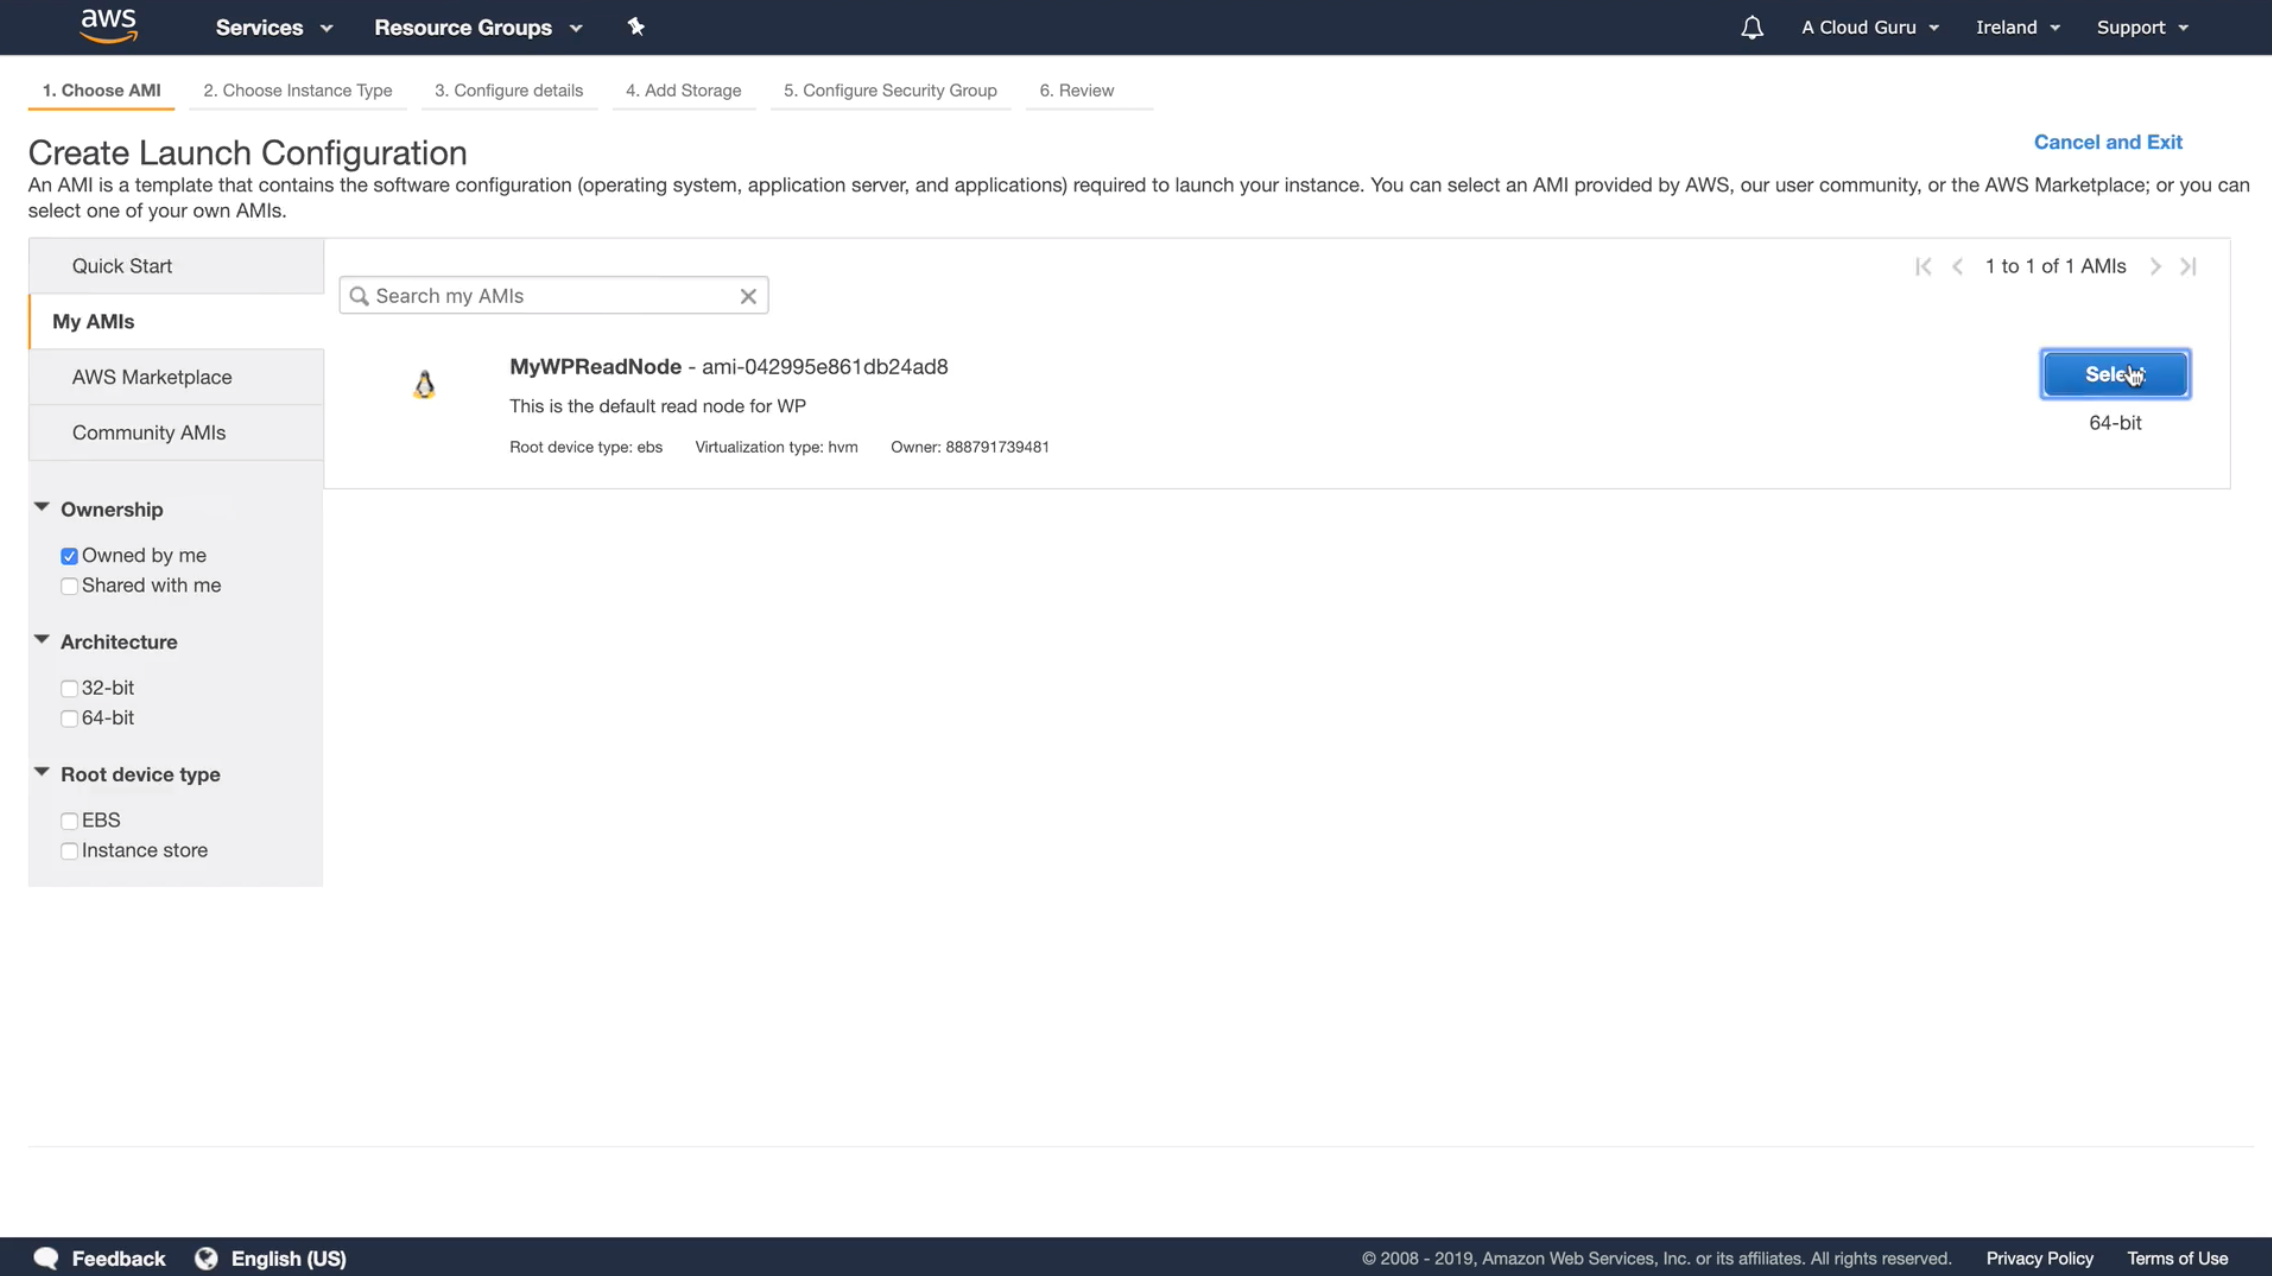 aws
Services
Resource Groups
A Cloud Guru
Ireland
Support
1. Choose AMI
2. Choose Instance Type
3. Configure details
4. Add Storage
5. Configure Security Group
6. Review
Create Launch Configuration
Cancel and Exit
An AMI is a template that contains the software configuration (operating system, application server, and applications) required to launch your instance. You can select an AMI provided by AWS, our user community, or the AWS Marketplace; or you can
select one of your own AMIs.
Quick Start
My AMIs
AWS Marketplace
Community AMIs
Search my AMIs
1 to 1 of 1 AMIs
MyWPReadNode - ami-042995e861db24ad8
This is the default read node for WP
Root device type: ebs
Virtualization type: hvm
Owner: 888791739481
Select
64-bit
Ownership
Owned by me
Shared with me
Architecture
32-bit
64-bit
Root device type
EBS
Instance store
Feedback
English (US)
© 2008 - 2019, Amazon Web Services, Inc. or its affiliates. All rights reserved.
Privacy Policy
Terms of Use